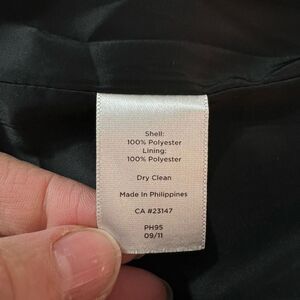 Shell:
100% Polyester
Lining:
100% Polyester
Dry Clean
Made In Philippines
CA #23147
PH95
09/11